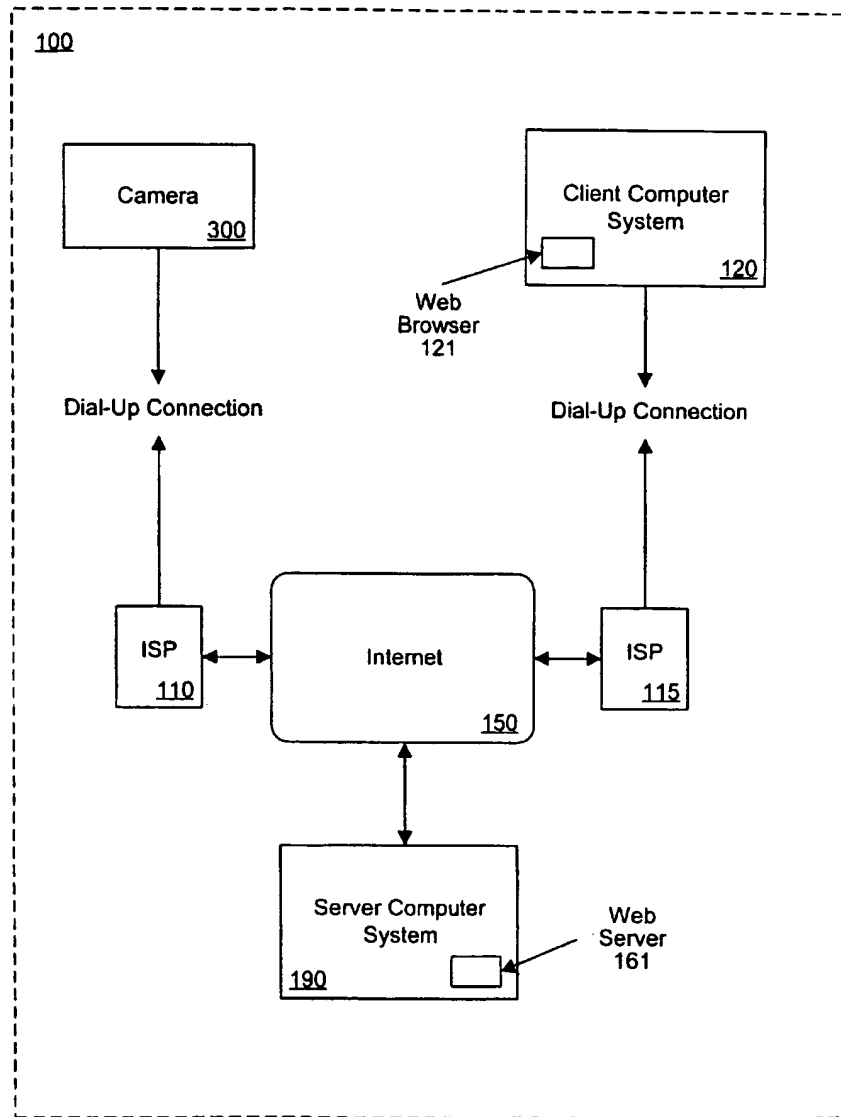 100
Camera
300
Client Computer
System
120
Web
Browser
121
Dial-Up Connection
Dial-Up Connection
ISP
110
Internet
150
ISP
115
Server Computer
System
190
Web
Server
161